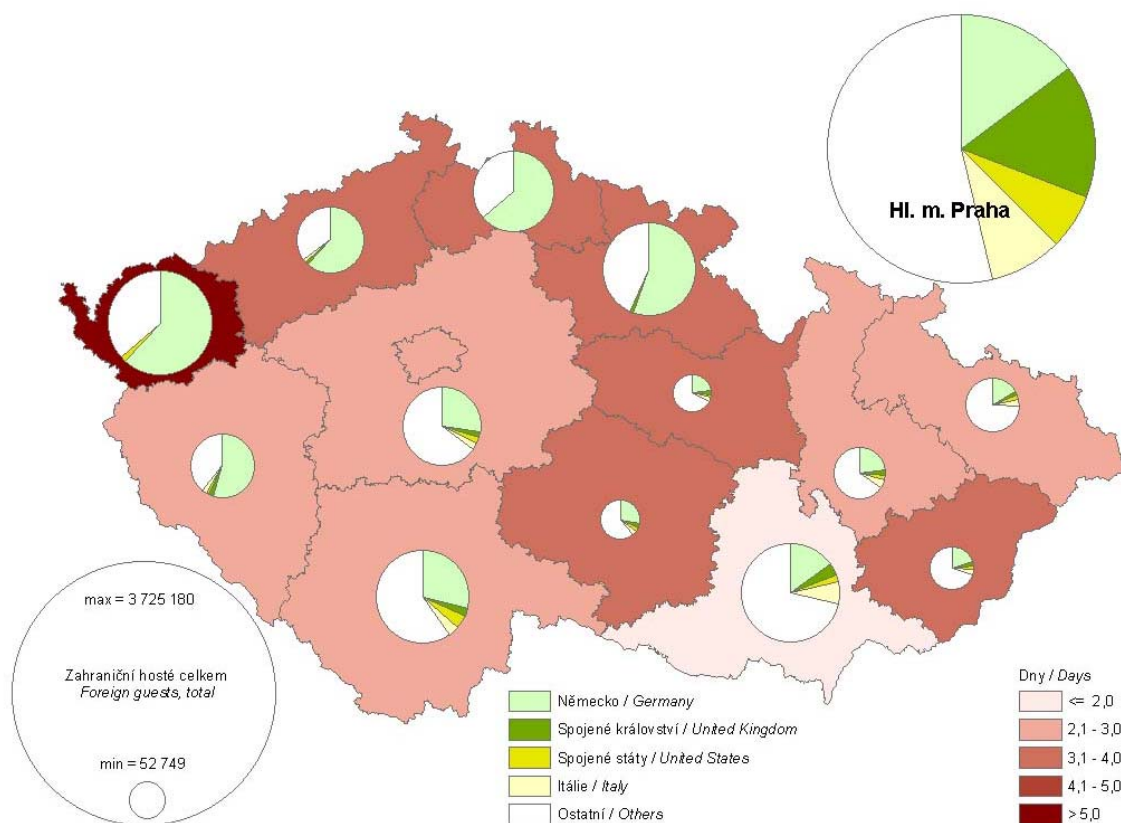 Hl. m. Praha
max = 3 725 180
Zahraniční hosté celkem
Foreign guests, total
min = 52 749
Německo / Germany
Spojené království / United Kingdom
Spojené státy / United States
Itálie / Italy
Ostatní / Others
Dny / Days
<= 2,0
2,1 - 3,0
3,1 - 4,0
4,1 - 5,0
> 5,0